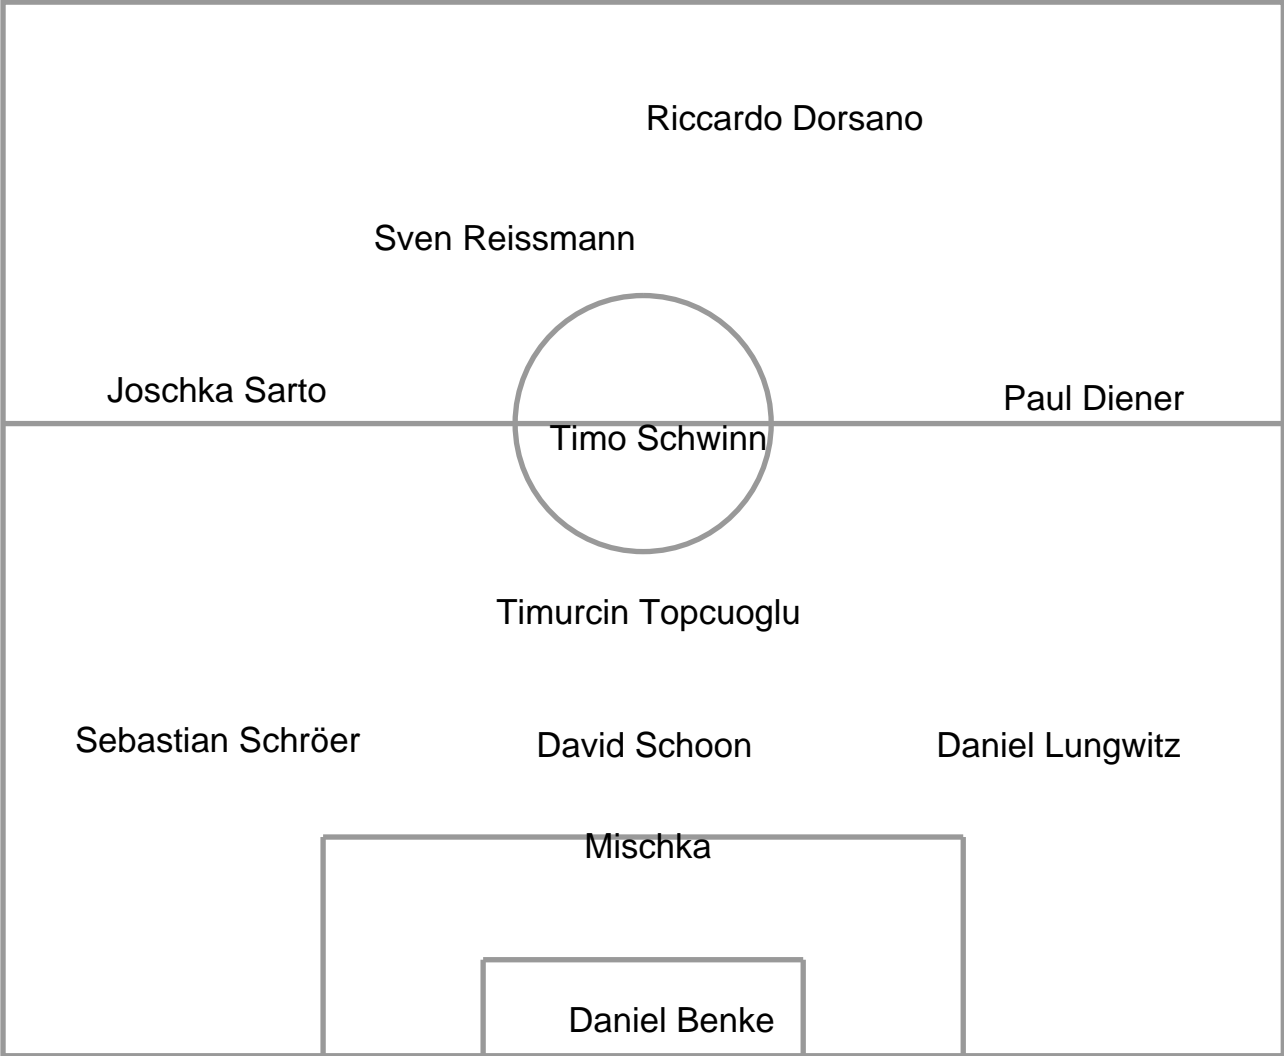 Riccardo Dorsano
Sven Reissmann
Joschka Sarto
Paul Diener
Timo Schwinn
Timurcin Topcuoglu
Sebastian Schröer
David Schoon
Daniel Lungwitz
Mischka
Daniel Benke